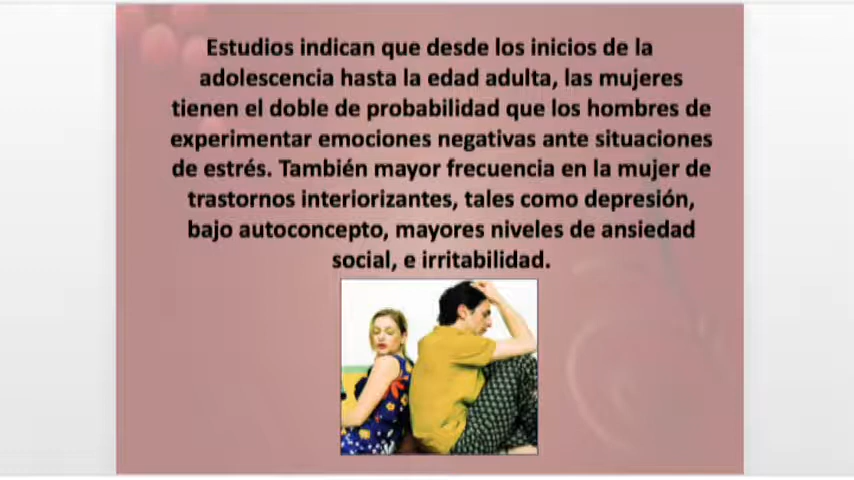 Estudios indican que desde los inicios de la
adolescencia hasta la edad adulta, las mujeres
tienen el doble de probabilidad que los hombres de
experimentar emociones negativas ante situaciones
de estrés. También mayor frecuencia en la mujer de
trastornos interiorizantes, tales como depresión,
bajo autoconcepto, mayores niveles de ansiedad
social, e irritabilidad.